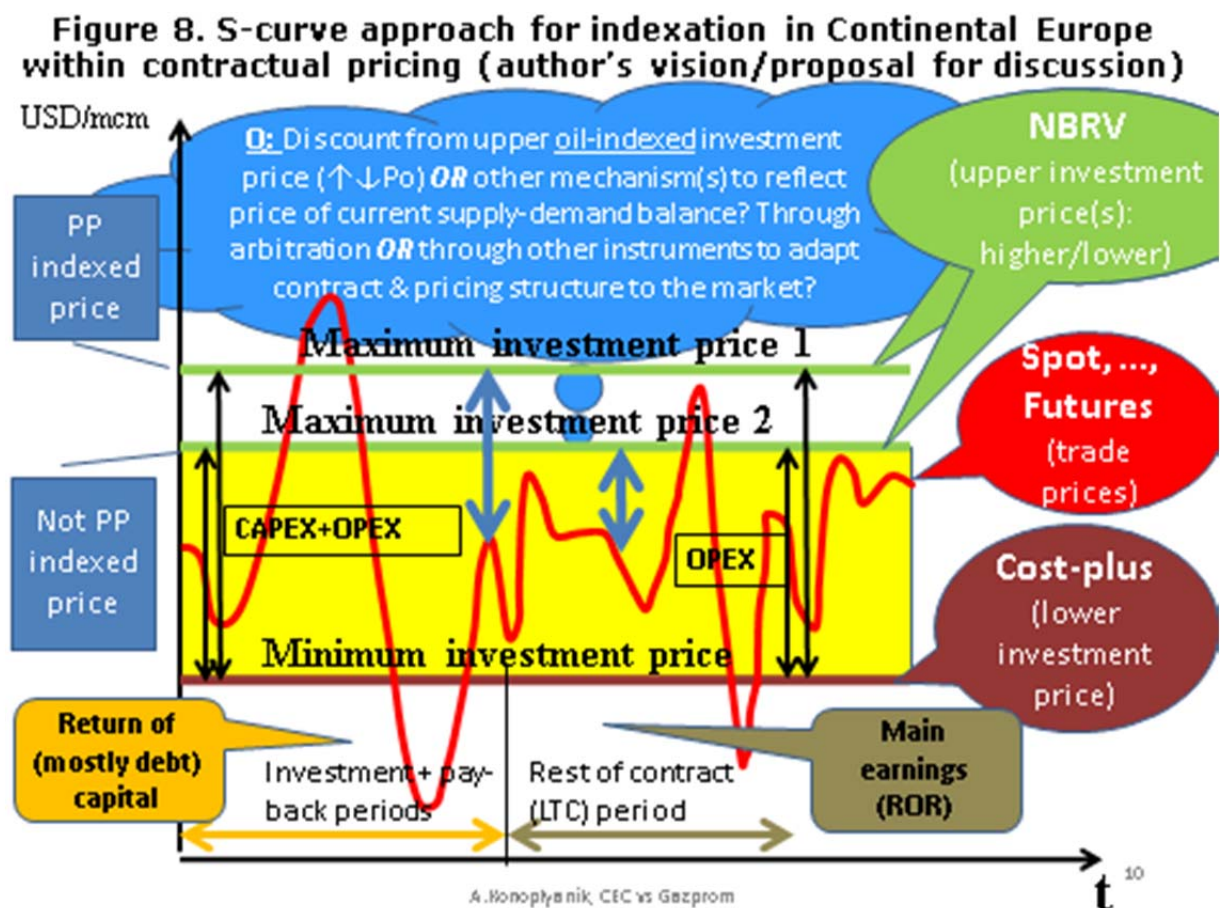 Figure 8. S-curve approach for indexation in Continental Europe
within contractual pricing (author's vision/proposal for discussion)
USD/mcm
Q: Discount from upper oil-indexed investment
price (↑↓Po) OR other mechanism(s) to reflect
price of current supply-demand balance? Through
arbitration OR through other instruments to adapt
contract & pricing structure to the market?
NBRV
(upper investment
price(s):
higher/lower)
PP
indexed
price
Maximum investment price 1
Maximum investment price 2
Spot, ...,
Futures
(trade
prices)
Not PP
indexed
price
CAPEX+OPEX
OPEX
Cost-plus
(lower
investment
price)
Minimum investment price
Return of
(mostly debt)
capital
Investment + pay-
back periods
Rest of contract
(LTC) period
Main
earnings
(ROR)
t
10
A.Konoplyanik, CEC vs Gazprom